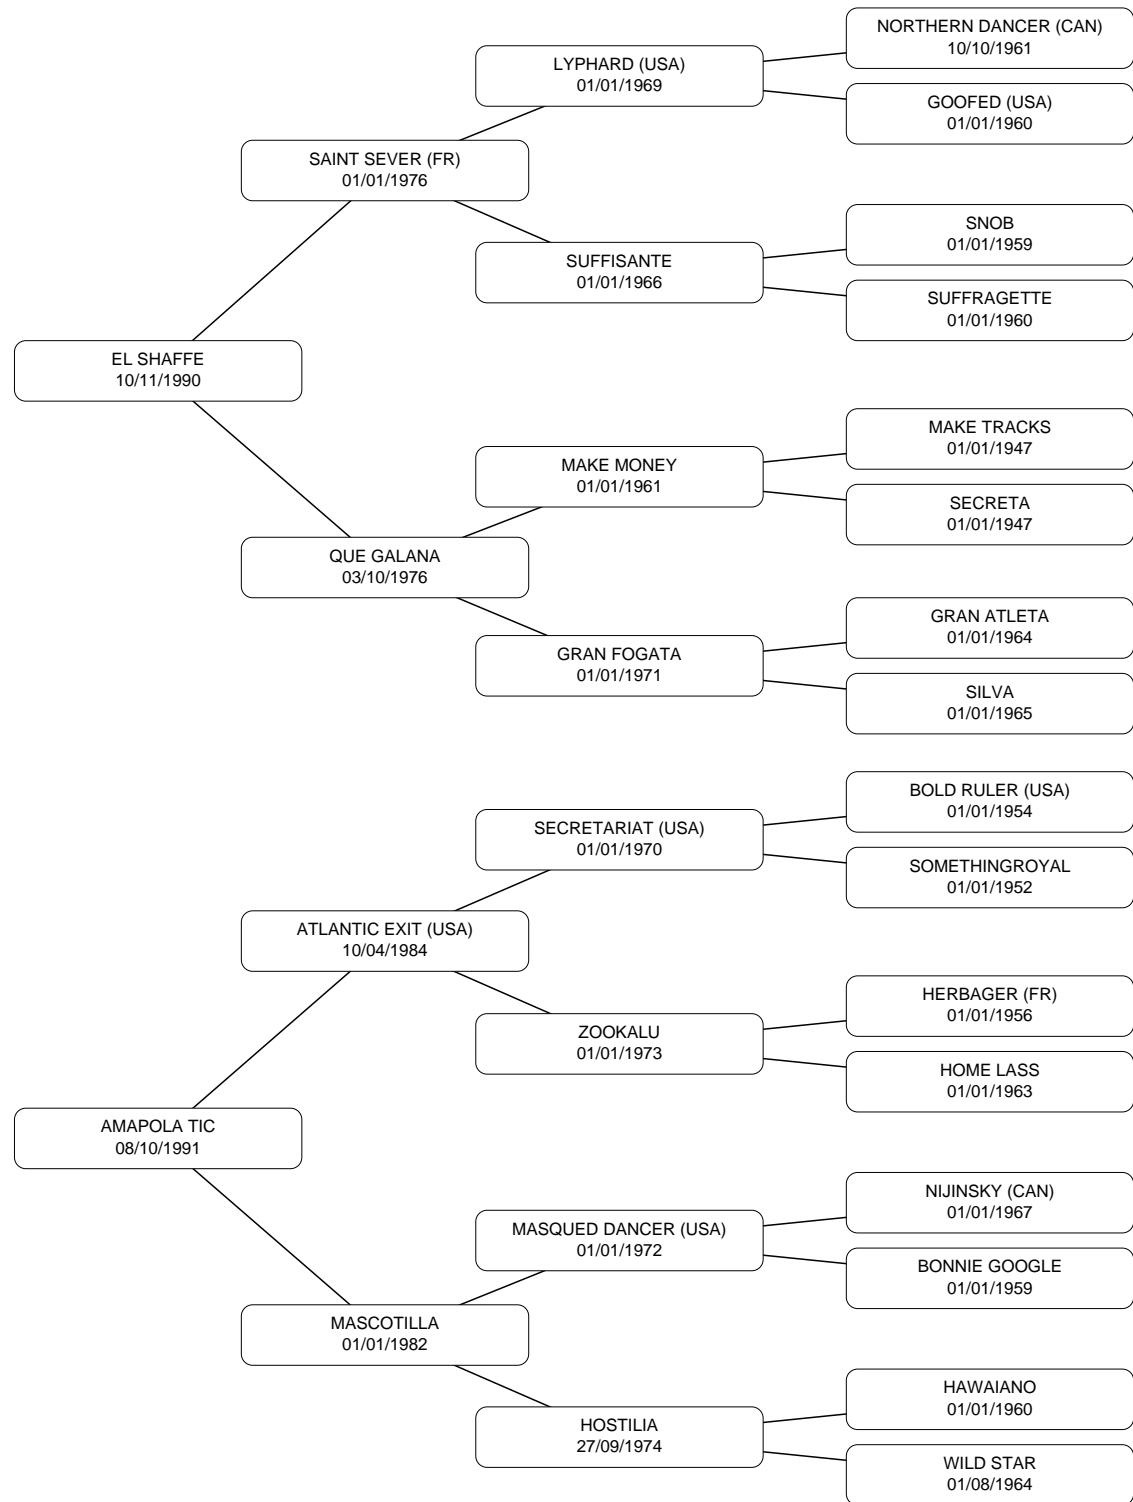 NORTHERN DANCER (CAN)
10/10/1961
LYPHARD (USA)
01/01/1969
GOOFED (USA)
01/01/1960
SAINT SEVER (FR)
01/01/1976
SNOB
01/01/1959
SUFFISANTE
01/01/1966
SUFFRAGETTE
01/01/1960
EL SHAFFE
10/11/1990
MAKE TRACKS
01/01/1947
MAKE MONEY
01/01/1961
SECRETA
01/01/1947
QUE GALANA
03/10/1976
GRAN ATLETA
01/01/1964
GRAN FOGATA
01/01/1971
SILVA
01/01/1965
BOLD RULER (USA)
01/01/1954
SECRETARIAT (USA)
01/01/1970
SOMETHINGROYAL
01/01/1952
ATLANTIC EXIT (USA)
10/04/1984
HERBAGER (FR)
01/01/1956
ZOOKALU
01/01/1973
HOME LASS
01/01/1963
AMAPOLA TIC
08/10/1991
NIJINSKY (CAN)
01/01/1967
MASQUED DANCER (USA)
01/01/1972
BONNIE GOOGLE
01/01/1959
MASCOTILLA
01/01/1982
HAWAIANO
01/01/1960
HOSTILIA
27/09/1974
WILD STAR
01/08/1964